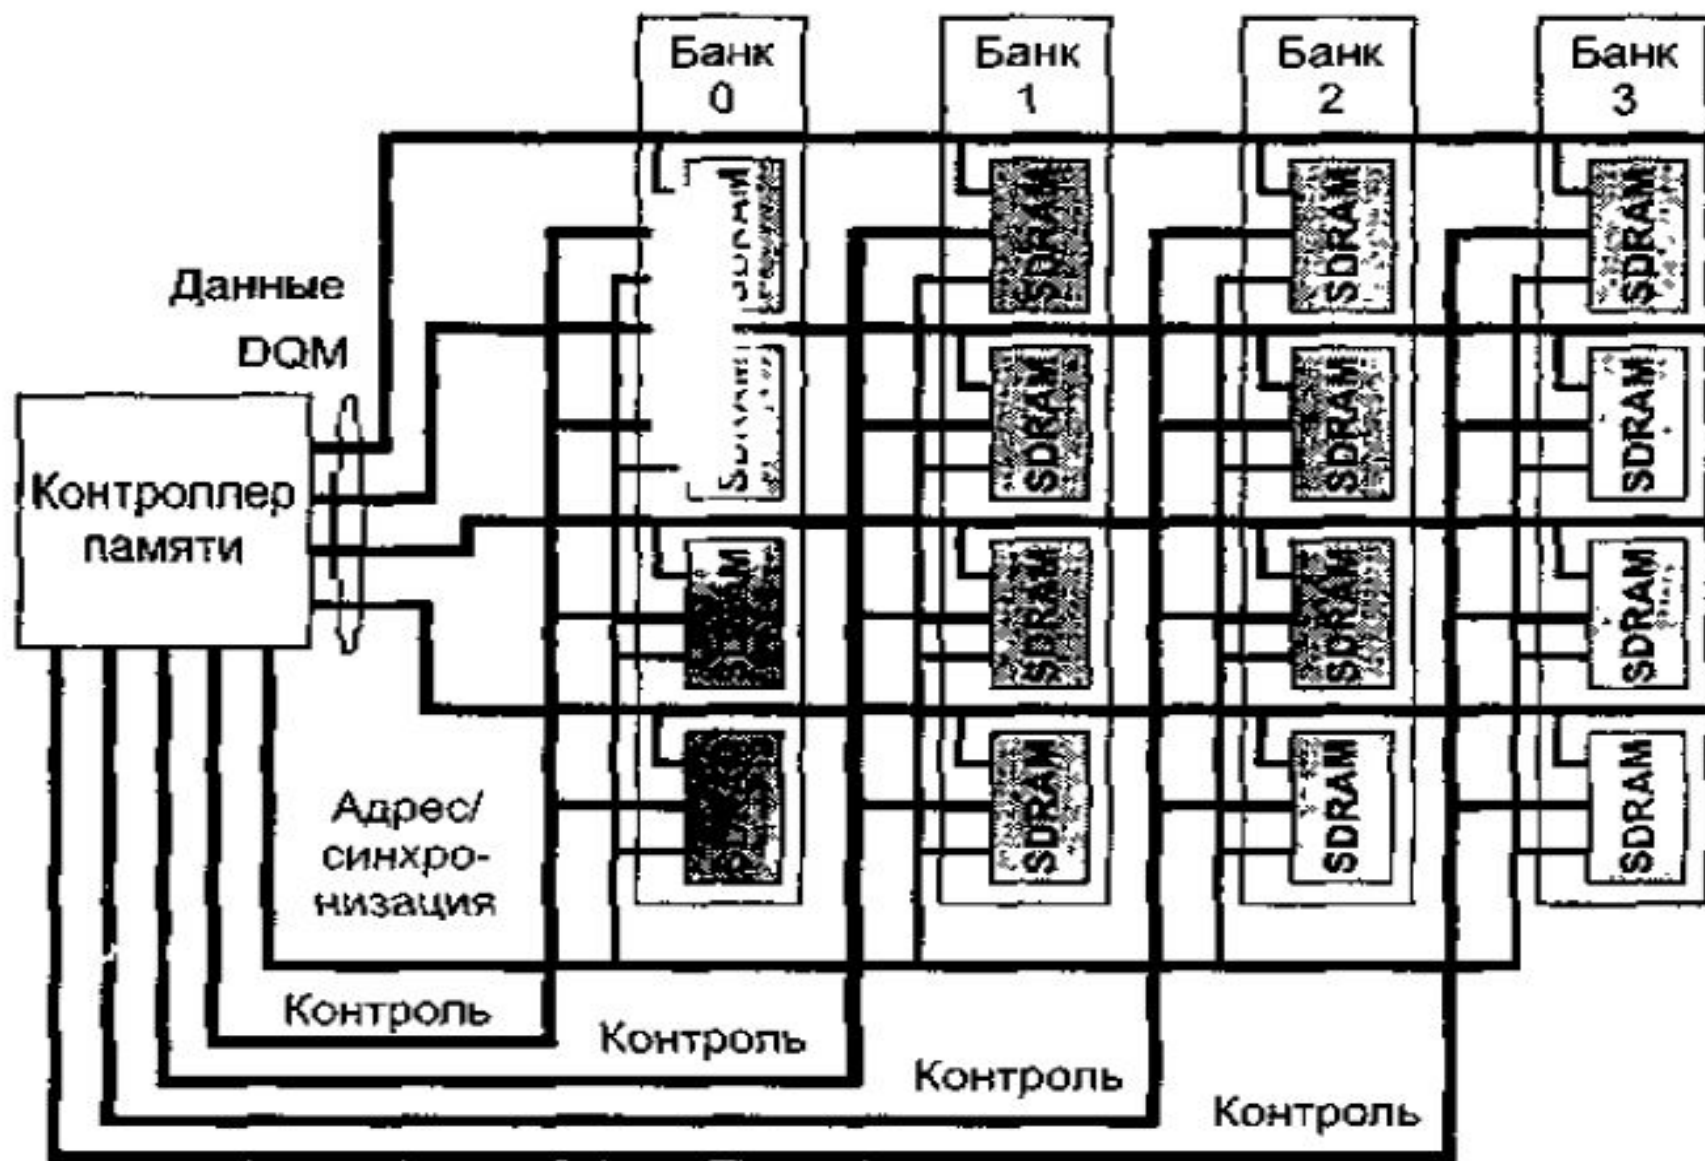 Банк
0
Банк
1
Банк
2
Банк
3
Данные
DQM
Контроллер
памяти
Адрес/
синхро-
низация
SDRAM
SDRAM
SDRAM
SDRAM
SDRAM
SDRAM
SDRAM
SDRAM
SDRAM
SDRAM
SDRAM
SDRAM
SDRAM
SDRAM
Контроль
Контроль
Контроль
Контроль